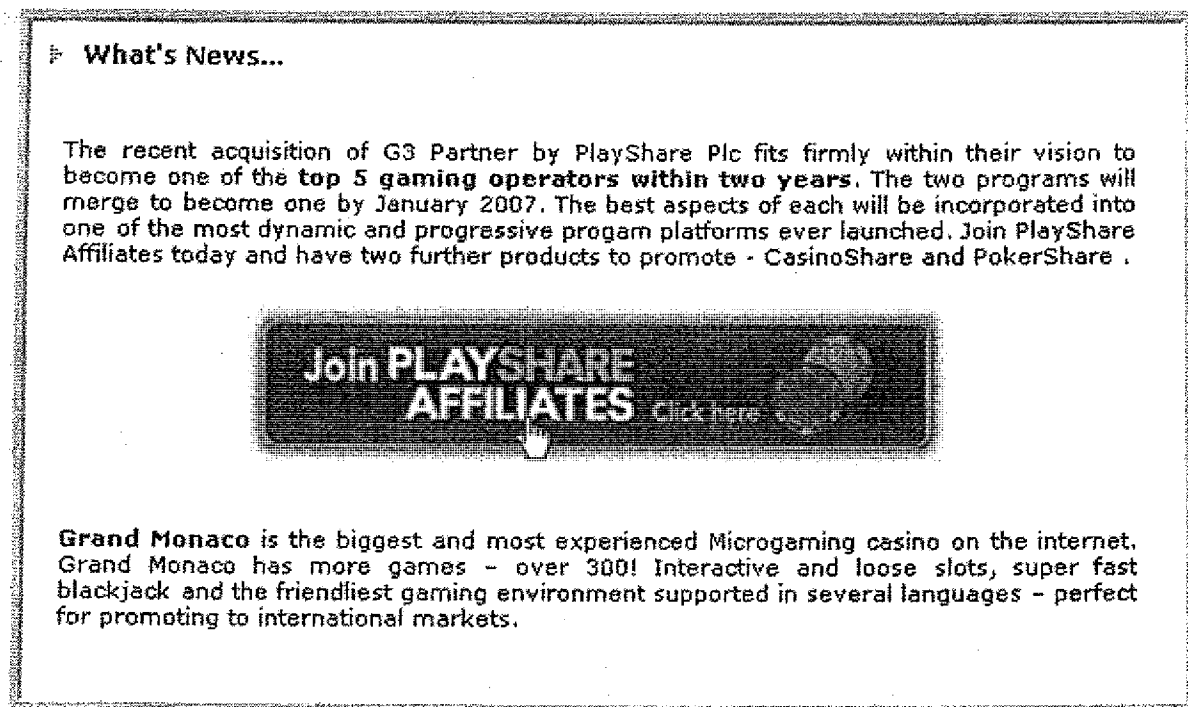 What's News...
The recent acquisition of G3 Partner by PlayShare Plc fits firmly within their vision to
become one of the top 5 gaming operators within two years. The two programs will
merge to become one by January 2007. The best aspects of each will be incorporated into
one of the most dynamic and progressive progam platforms ever launched. Join PlayShare
Affiliates today and have two further products to promote - CasinoShare and PokerShare .
Join PLAYSHARE
AFFILIATES Click here
Grand Monaco is the biggest and most experienced Microgaming casino on the internet.
Grand Monaco has more games – over 300! Interactive and loose slots, super fast
blackjack and the friendliest gaming environment supported in several languages – perfect
for promoting to international markets.